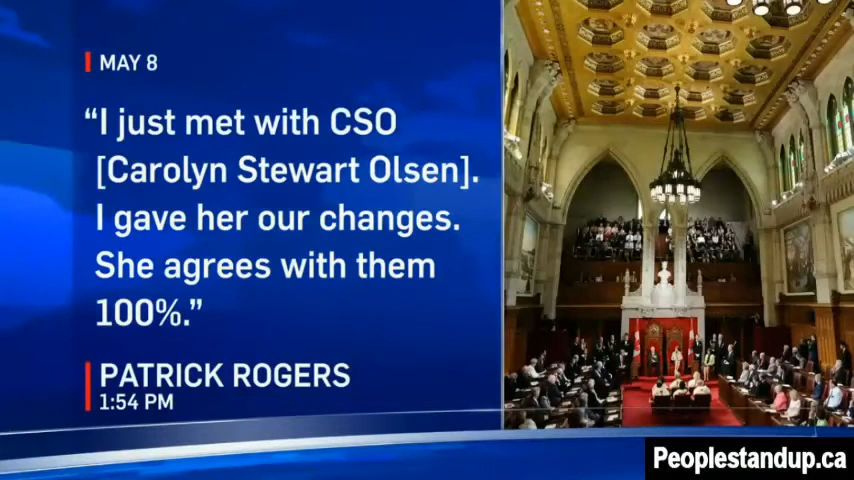 MAY 8
“I just met with CSO
[Carolyn Stewart Olsen].
I gave her our changes.
She agrees with them
100%.”
PATRICK ROGERS
1:54 PM
Peoplestandup.ca